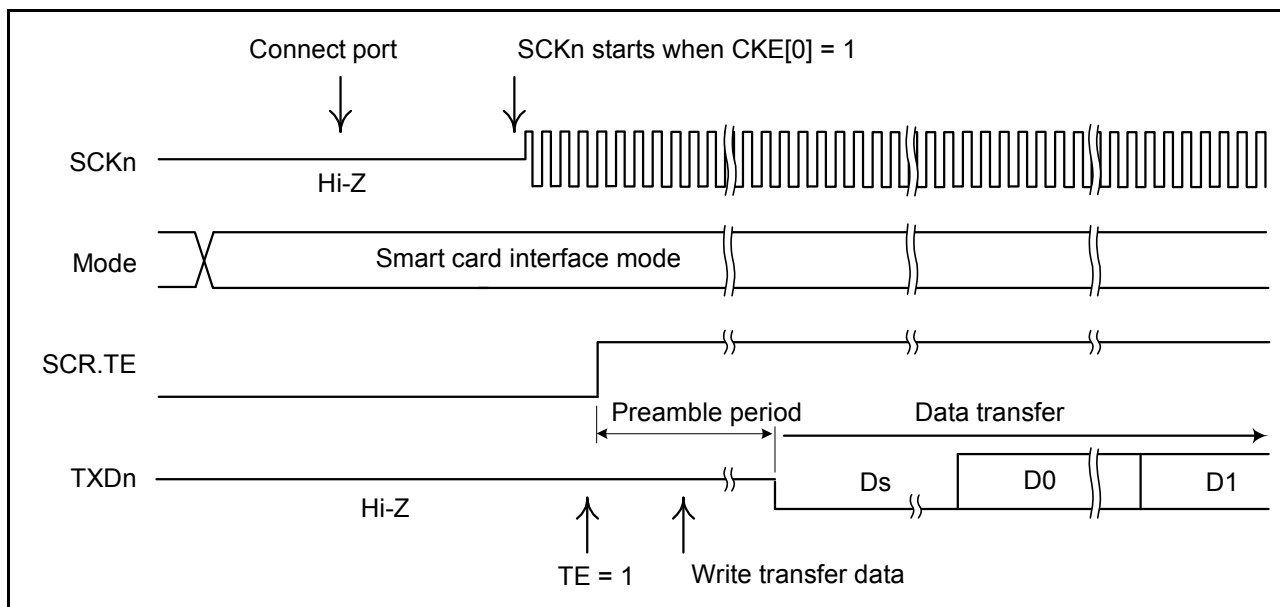 Connect port
SCKn starts when CKE[0] = 1
SCKn
Hi-Z
Mode
Smart card interface mode
SCR.TE
Preamble period
Data transfer
TXDn
Ds
D0
D1
Hi-Z
TE = 1
Write transfer data